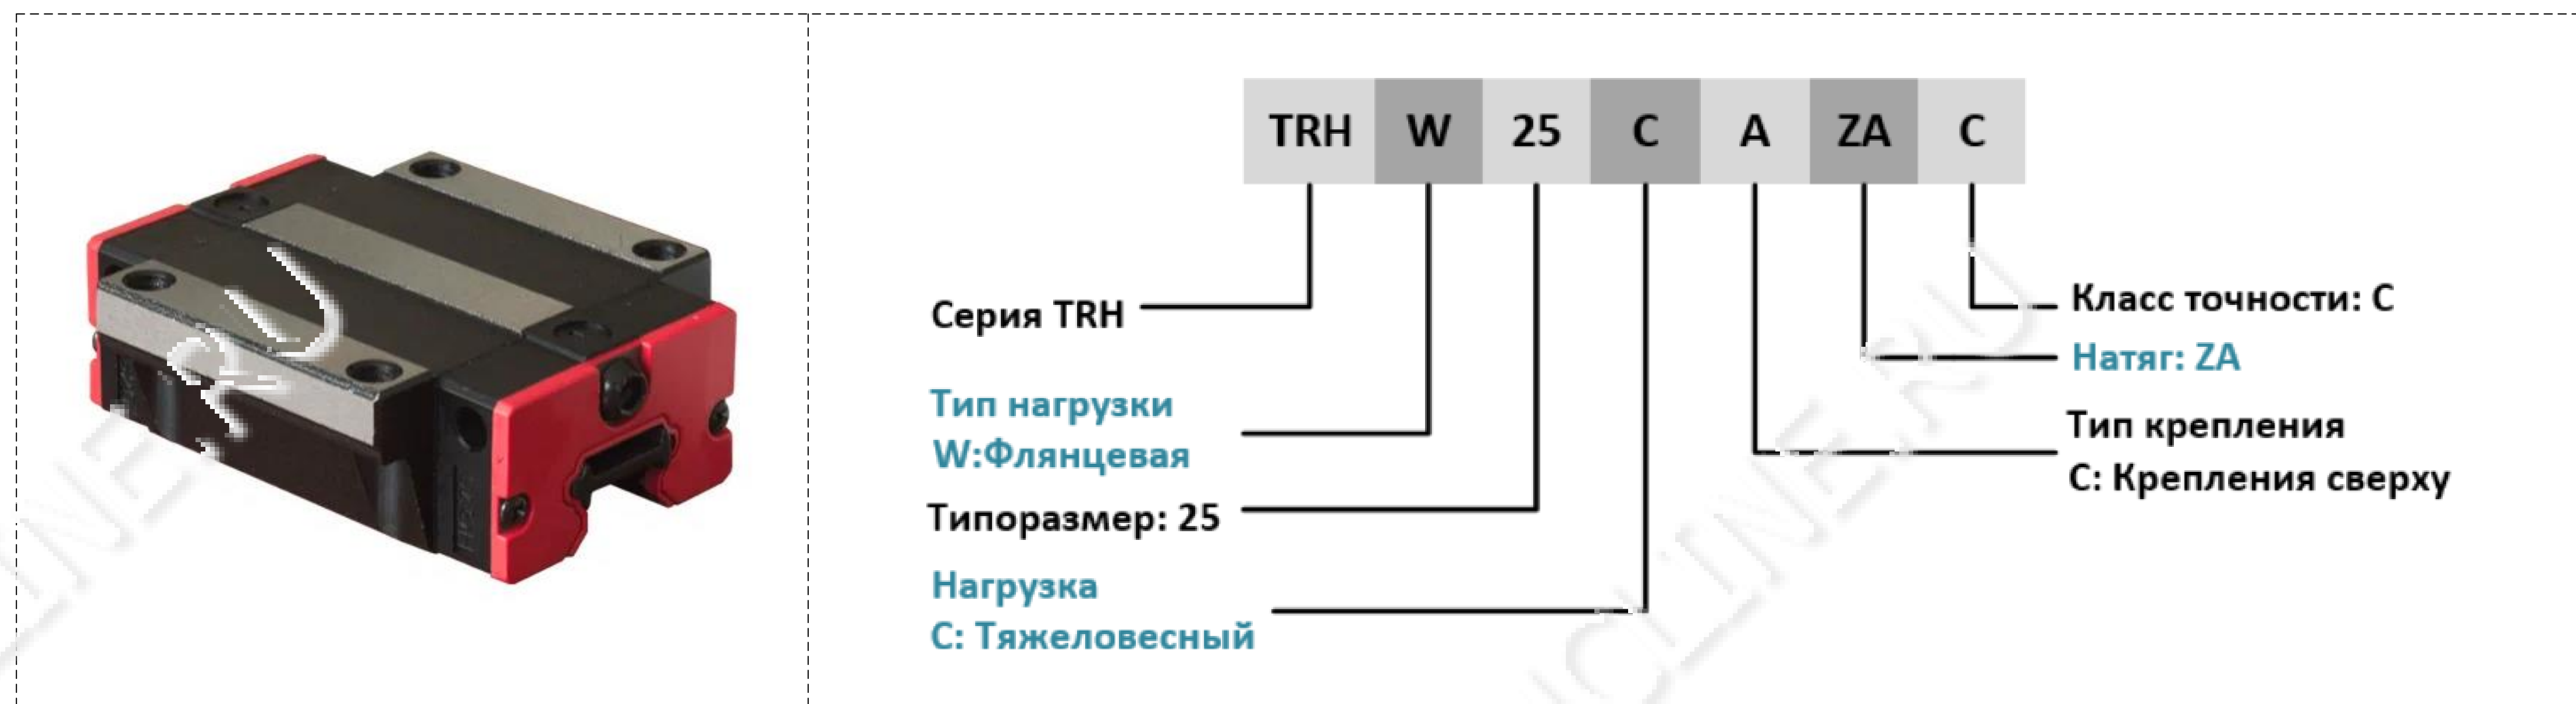 TRH W 25 C A ZA C
Серия TRH
Тип нагрузки
W:Флянцевая
Типоразмер: 25
Нагрузка
C: Тяжеловесный
Класс точности: C
Натяг: ZA
Тип крепления
C: Крепления сверху